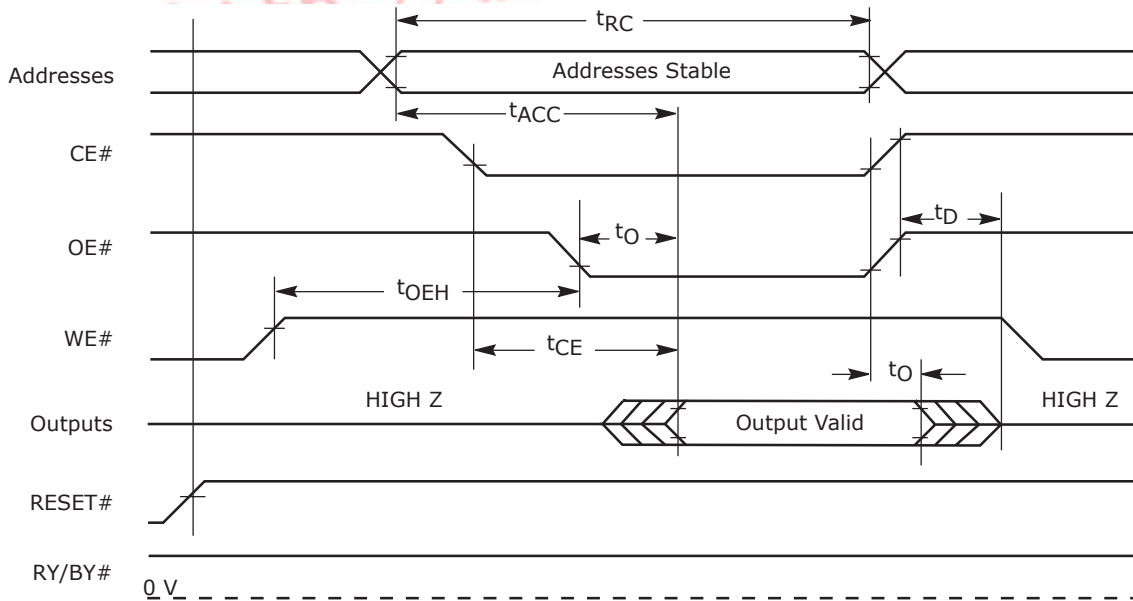 tRC
Addresses
Addresses Stable
tACC
CE#
tD
OE#
tO
tOEH
WE#
tCE
tO
HIGH Z
HIGH Z
Outputs
Output Valid
RESET#
RY/BY#
0 V